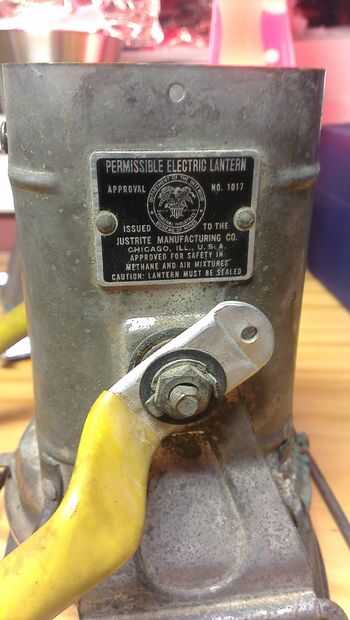 PERMISSIBLE ELECTRIC LANTERN
APPROVAL NO. 1017
ISSUED TO THE
JUSTRITE MANUFACTURING CO.
CHICAGO, ILL., U.S.A.
APPROVED FOR SAFETY IN
METHANE AND AIR MIXTURES
CAUTION: LANTERN MUST BE SEALED